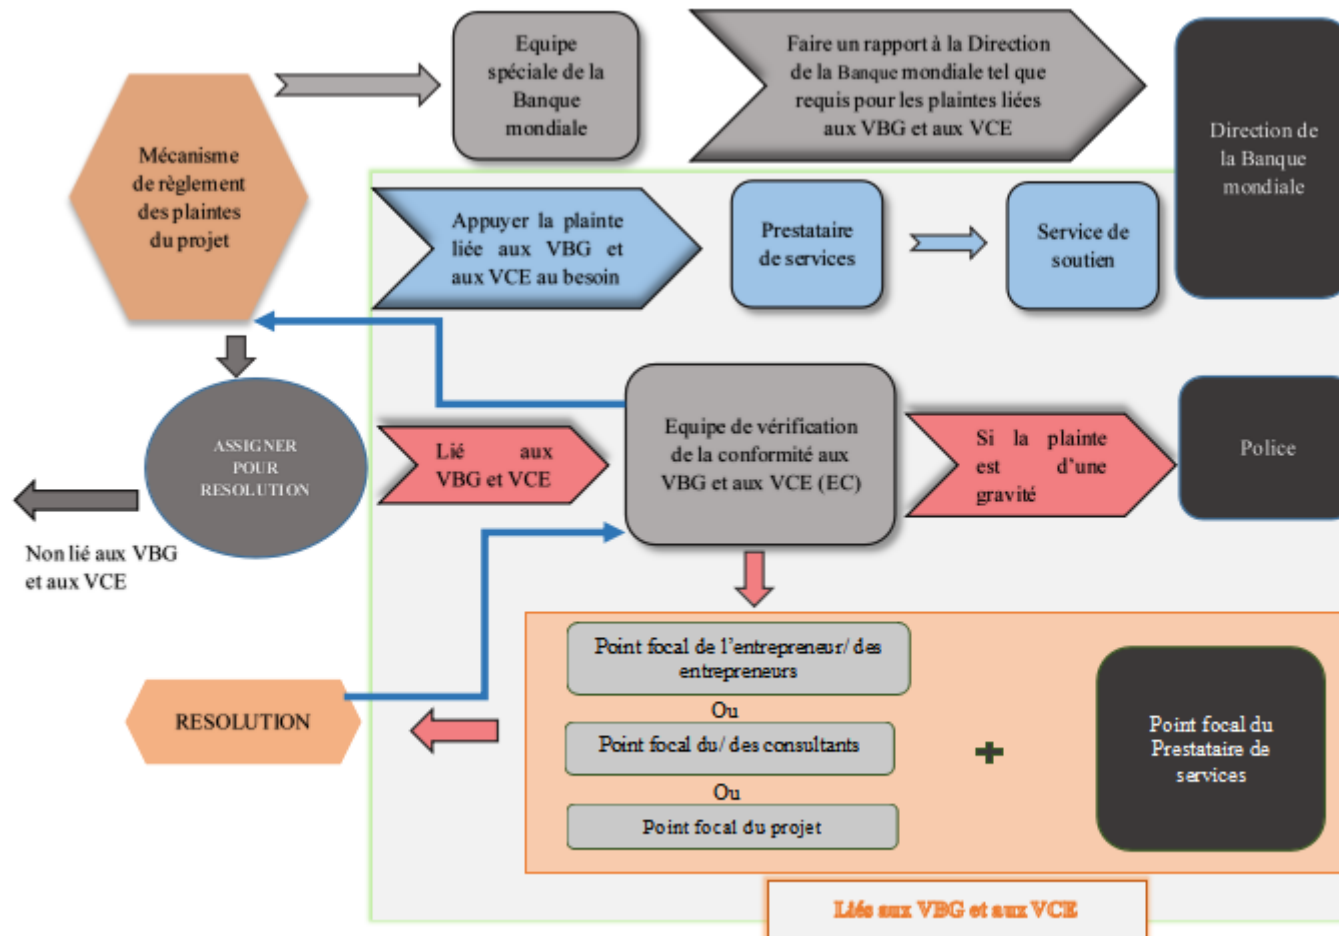 Equipe
spéciale de la
Banque
mondiale
Faire un rapport à la Direction
de la Banque mondiale tel que
requis pour les plaintes liées
aux VBG et aux VCE
Direction de
la Banque
mondiale
Mécanisme
de règlement
des plaintes
du projet
Appuyer la plainte
liée aux VBG et
aux VCE au besoin
Prestataire
de services
Service de
soutien
ASSIGNER
POUR
RESOLUTION
Lié aux
VBG et VCE
Equipe de vérification
de la conformité aux
VBG et aux VCE (EC)
Si la plainte
est d'une
gravité
Police
Non lié aux VBG
et aux VCE
Point focal de l'entrepreneur/ des
entrepreneurs
Ou
Point focal du/ des consultants
Ou
Point focal du projet
Point focal du
Prestataire de
services
RESOLUTION
Liés aux VBG et aux VCE